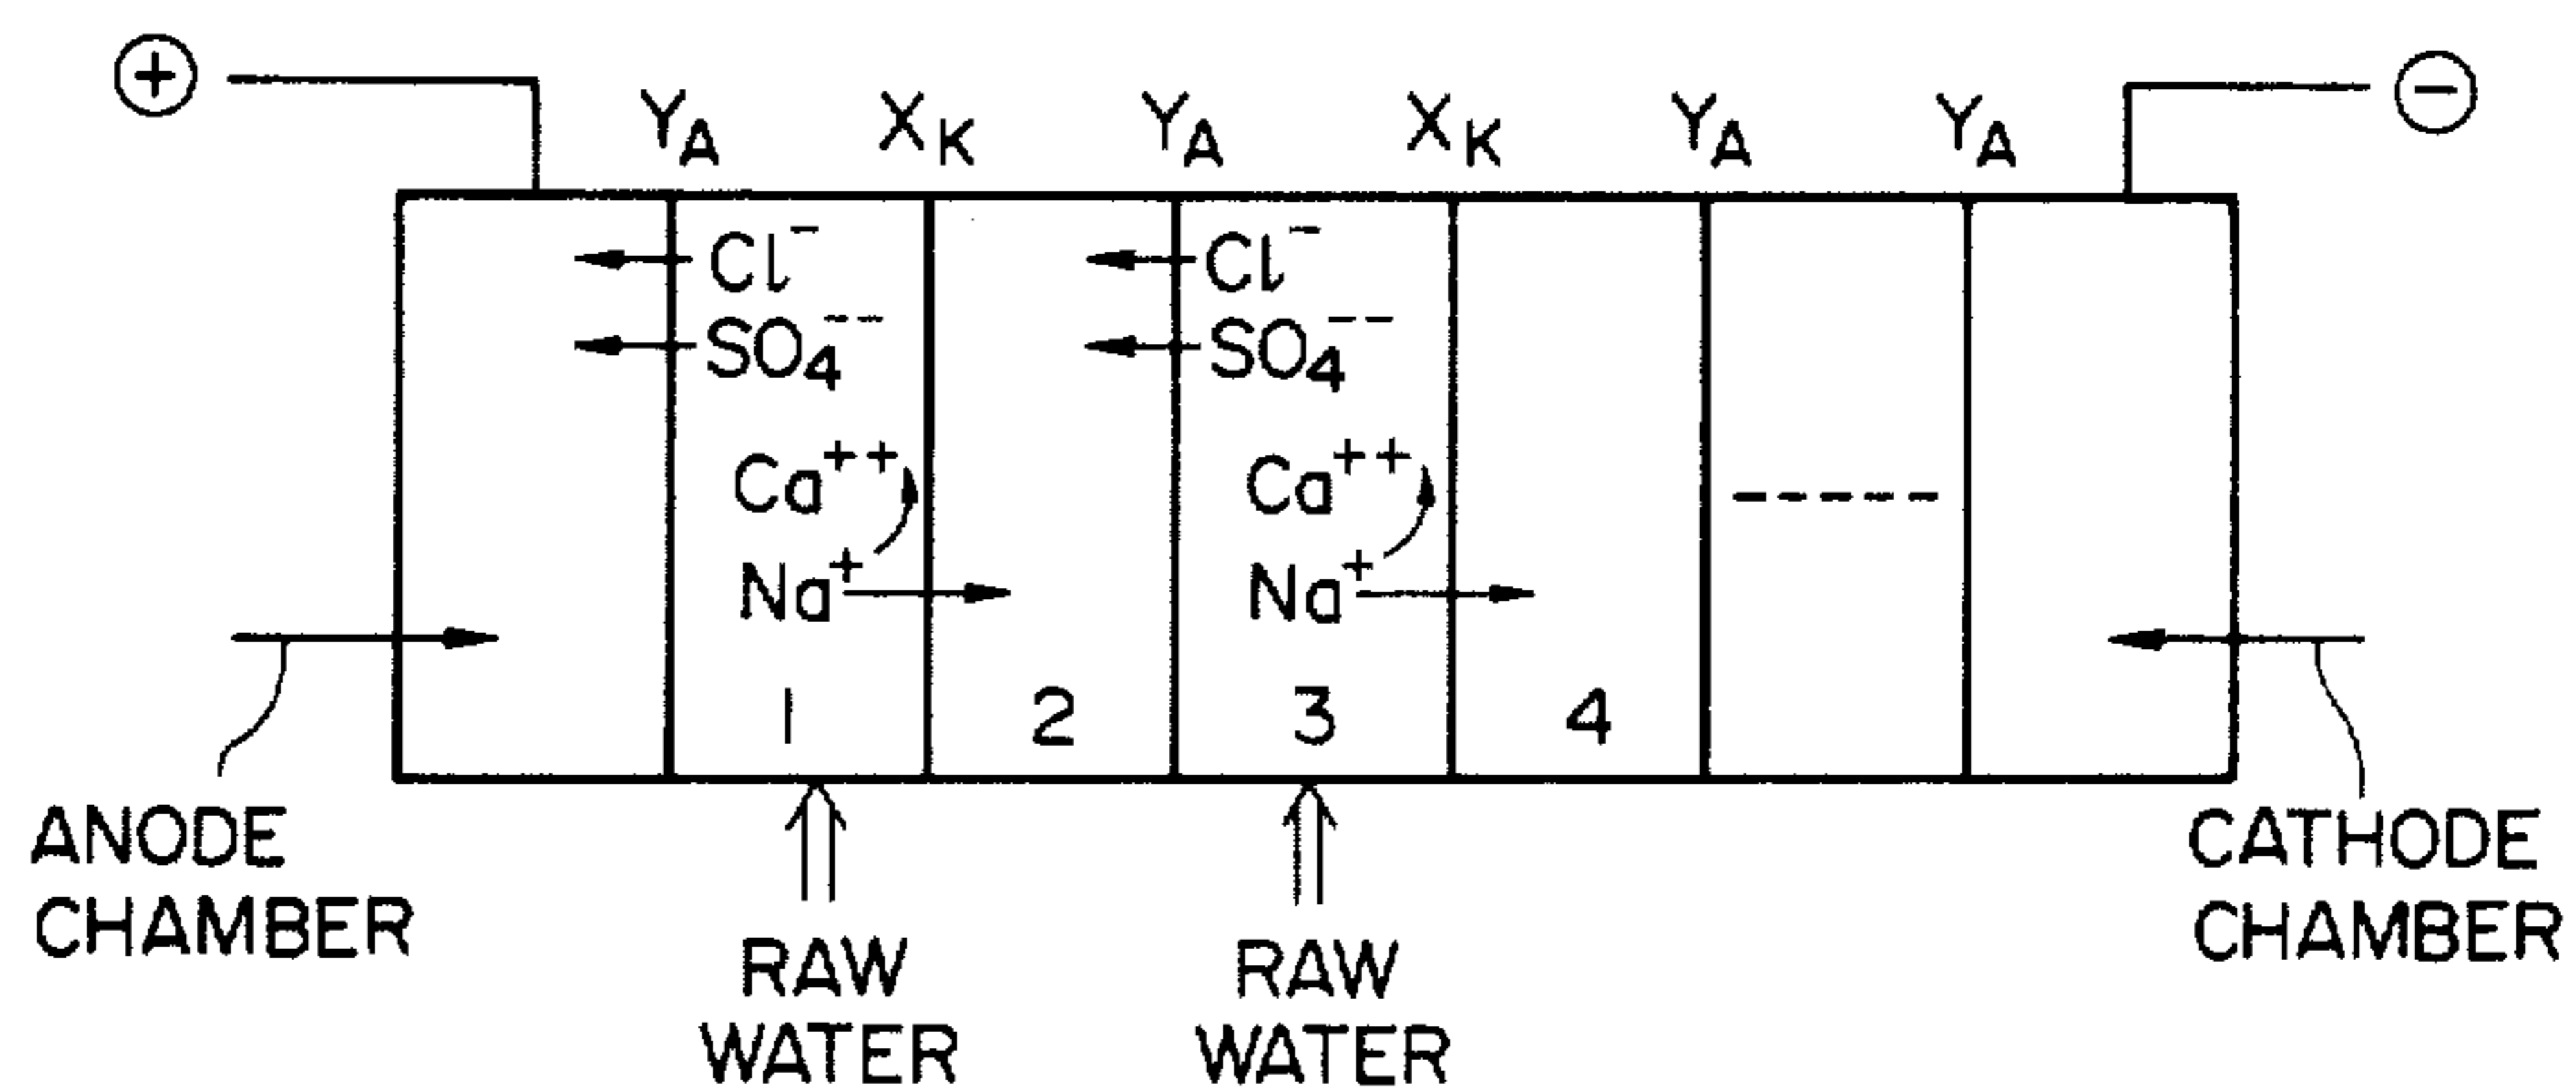 + Y_A X_K Y_A X_K Y_A Y_A −
Cl⁻ Cl⁻
SO₄⁻⁻ SO₄⁻⁻
Ca⁺⁺ Ca⁺⁺
Na⁺ Na⁺
1 2 3 4
ANODE
CHAMBER
CATHODE
CHAMBER
RAW
WATER
RAW
WATER